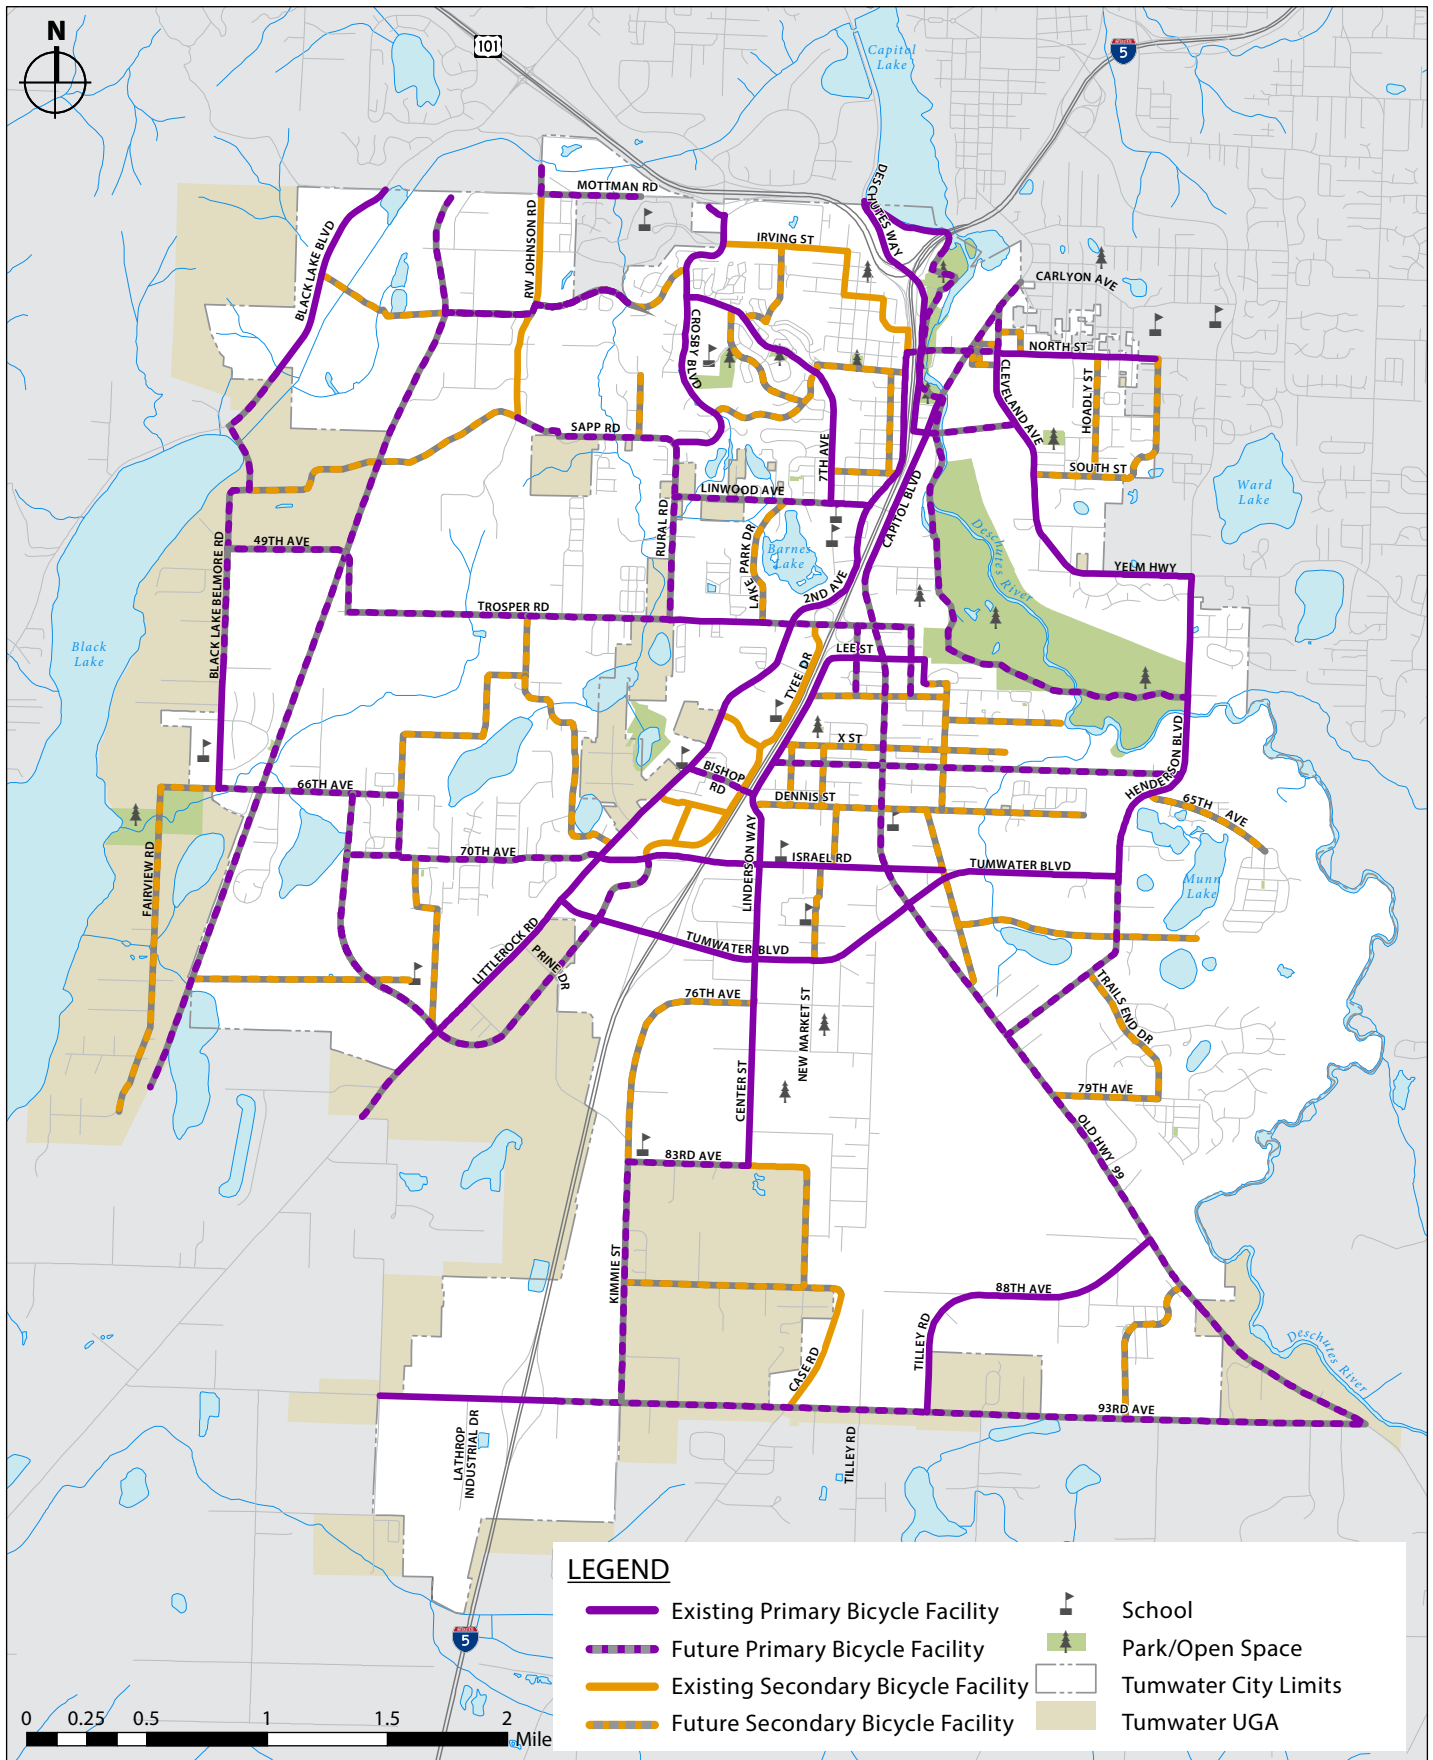 N
101
5
Capitol
Lake
DESCHUTES WAY
MOTTMAN RD
RW JOHNSON RD
BLACK LAKE BLVD
IRVING ST
CARLYON AVE
CROSBY BLVD
NORTH ST
CLEVELAND AVE
HOADLY ST
SAPP RD
7TH AVE
SOUTH ST
LINWOOD AVE
CAPITOL BLVD
Ward
Lake
RURAL RD
LAKE PARK DR
Barnes
Lake
Deschutes River
49TH AVE
BLACK LAKE BELMORE RD
YELM HWY
2ND AVE
TROSPER RD
Black
Lake
LEE ST
TYEE DR
X ST
HENDERSON BLVD
BISHOP
RD
66TH AVE
DENNIS ST
65TH AVE
LINDERSON WAY
70TH AVE
ISRAEL RD
TUMWATER BLVD
FAIRVIEW RD
Munn
Lake
LITTLEROCK RD
PRINE DR
TUMWATER BLVD
TRAILS END DR
76TH AVE
NEW MARKET ST
CENTER ST
79TH AVE
OLD HWY 99
83RD AVE
KIMMIE ST
88TH AVE
TILLEY RD
CASE RD
Deschutes River
93RD AVE
LATHROP
INDUSTRIAL DR
TILLEY RD
5
LEGEND
Existing Primary Bicycle Facility
Future Primary Bicycle Facility
Existing Secondary Bicycle Facility
Future Secondary Bicycle Facility
School
Park/Open Space
Tumwater City Limits
Tumwater UGA
0 0.25 0.5 1 1.5 2
Mile